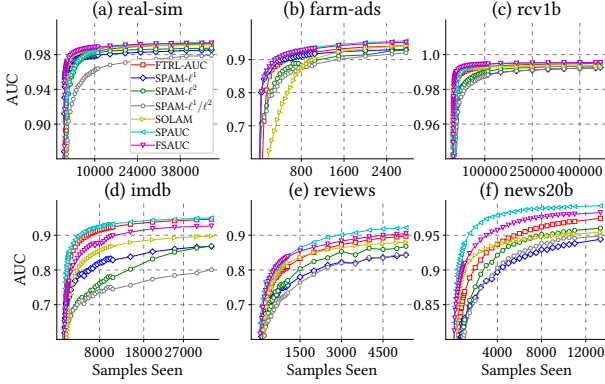 (a) real-sim
(b) farm-ads
(c) rcv1b
AUC
0.98
0.94
0.90
10000
24000
38000
FTRL-AUC
SPAM-ℓ¹
SPAM-ℓ²
SPAM-ℓ¹/ℓ²
SOLAM
SPAUC
FSAUC
0.9
0.8
0.7
800
1600
2400
1.00
0.98
0.96
100000
250000
400000
(d) imdb
(e) reviews
(f) news20b
AUC
0.9
0.8
0.7
8000
18000
27000
Samples Seen
0.9
0.8
0.7
1500
3000
4500
Samples Seen
0.95
0.9
0.85
4000
8000
12000
Samples Seen